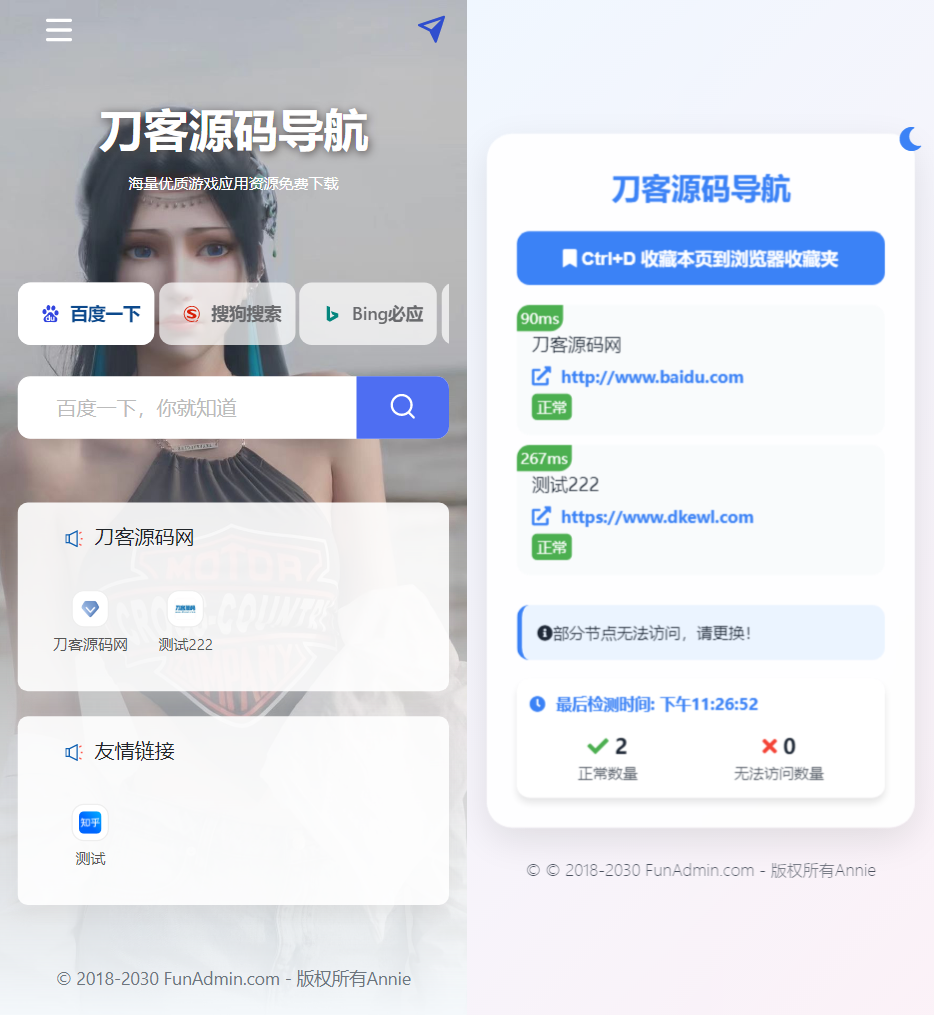 刀客源码导航
海量优质游戏应用资源免费下载
百度一下
搜狗搜索
Bing必应
百度一下，你就知道
刀客源码网
刀客源码网
测试222
友情链接
知乎
测试
© 2018-2030 FunAdmin.com - 版权所有Annie
刀客源码导航
Ctrl+D 收藏本页到浏览器收藏夹
90ms
刀客源码网
http://www.baidu.com
正常
267ms
测试222
https://www.dkewl.com
正常
部分节点无法访问，请更换！
最后检测时间: 下午11:26:52
2
正常数量
0
无法访问数量
© © 2018-2030 FunAdmin.com - 版权所有Annie